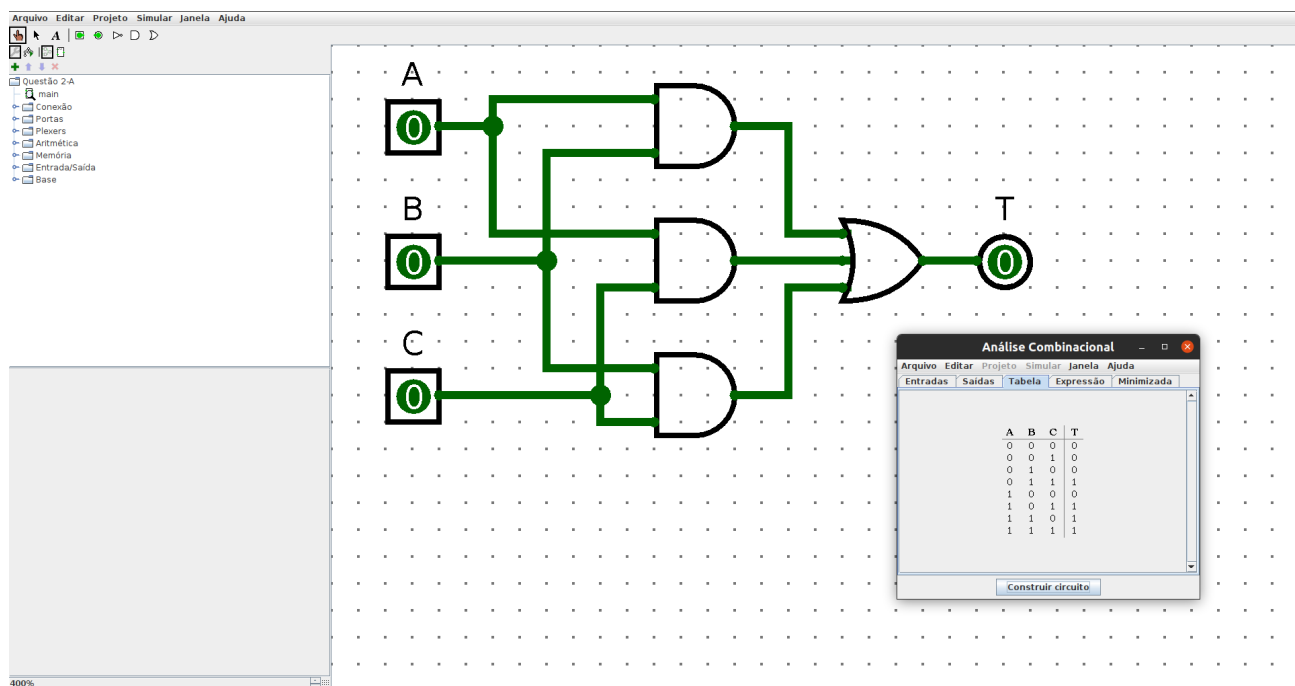 Arquivo Editar Projeto Simular Janela Ajuda
A
Questão 2-A
main
Conexão
Portas
Plexers
Aritmética
Memória
Entrada/Saída
Base
400%
A
0
B
0
C
0
T
0
Análise Combinacional
Arquivo Editar Projeto Simular Janela Ajuda
Entradas Saídas Tabela Expressão Minimizada
A B C T
0 0 0 0
0 0 1 0
0 1 0 0
0 1 1 1
1 0 0 0
1 0 1 1
1 1 0 1
1 1 1 1
Construir circuito